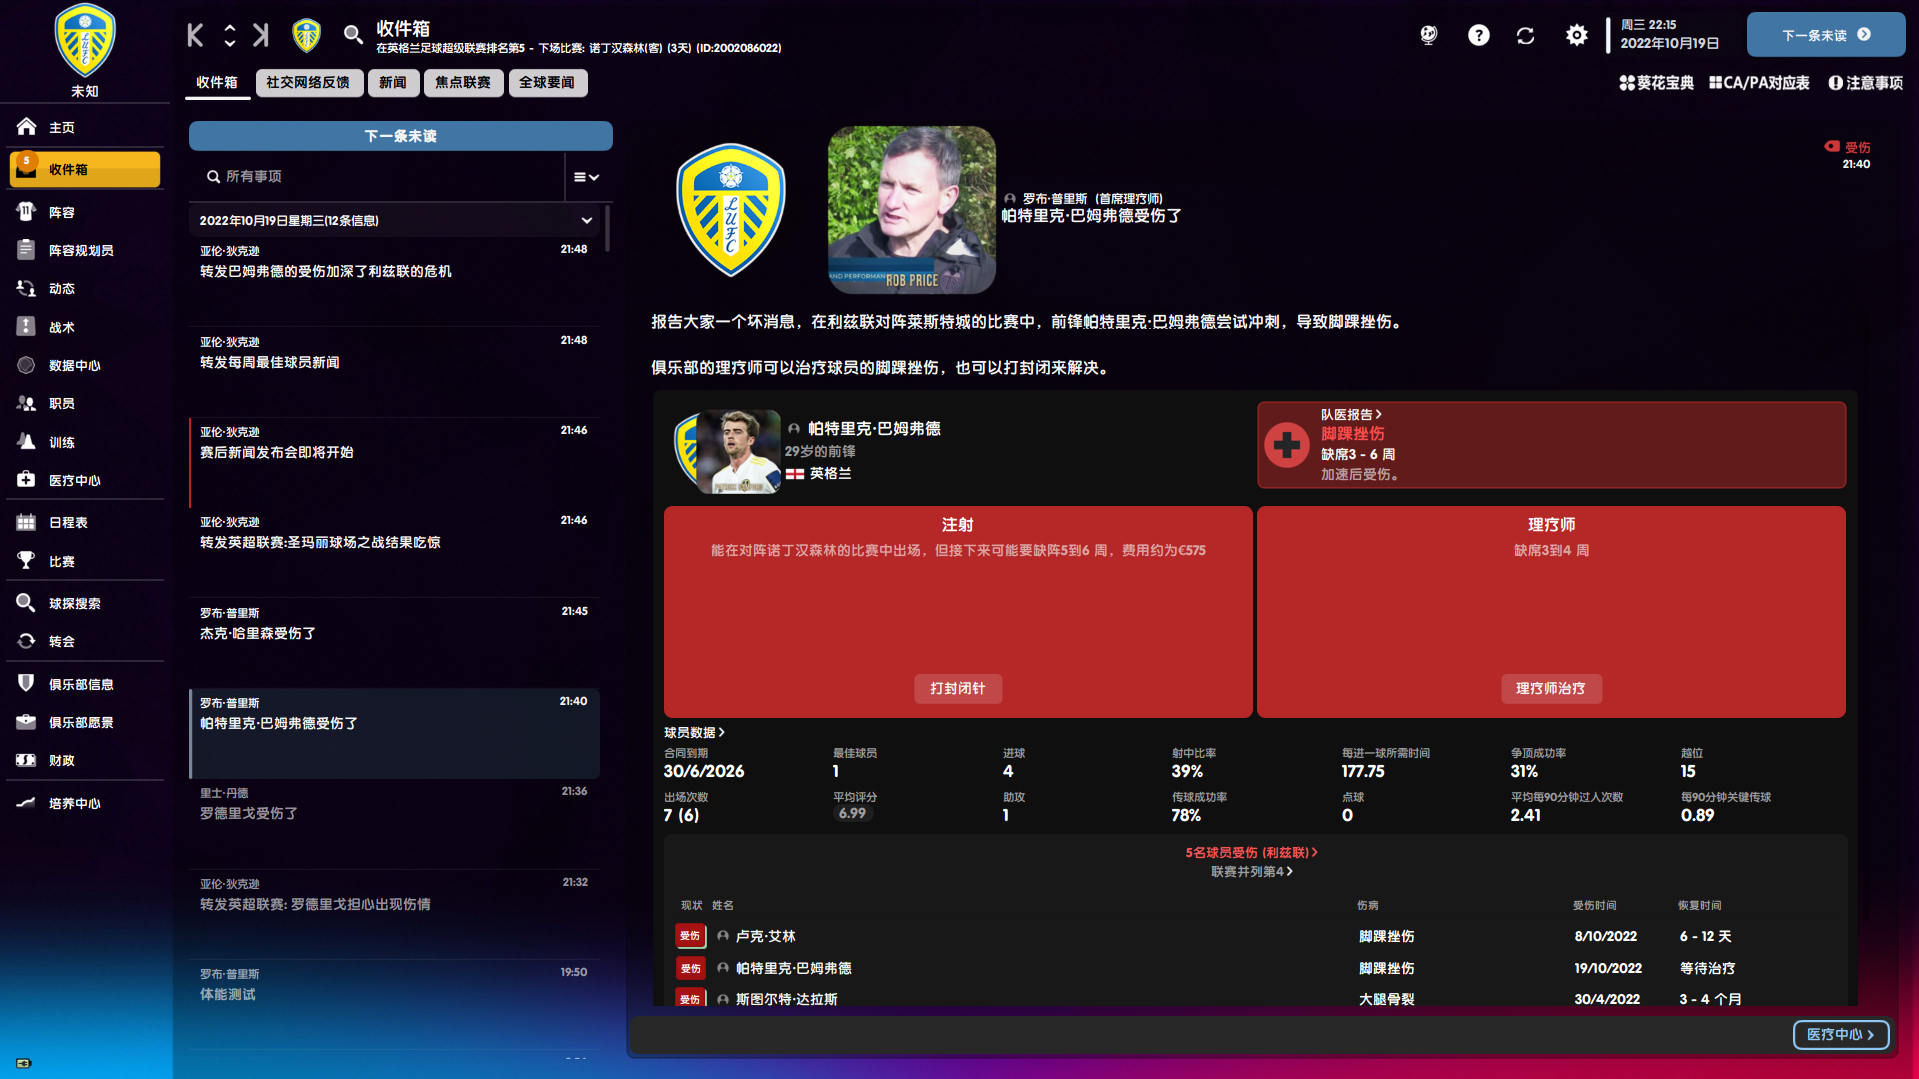 收件箱
在英格兰足球超级联赛排名第5 - 下场比赛: 诺丁汉森林(客) (3天) (ID:2002086022)
周三 22:15
2022年10月19日
下一条未读
未知
收件箱
社交网络反馈
新闻
焦点联赛
全球要闻
葵花宝典
CA/PA对应表
注意事项
主页
5
收件箱
阵容
阵容规划员
动态
战术
数据中心
职员
训练
医疗中心
日程表
比赛
球探搜索
转会
俱乐部信息
俱乐部愿景
财政
培养中心
下一条未读
所有事项
2022年10月19日星期三(12条信息)
亚伦·狄克逊
21:48
转发巴姆弗德的受伤加深了利兹联的危机
亚伦·狄克逊
21:48
转发每周最佳球员新闻
亚伦·狄克逊
21:46
赛后新闻发布会即将开始
亚伦·狄克逊
21:46
转发英超联赛:圣玛丽球场之战结果吃惊
罗布·普里斯
21:45
杰克·哈里森受伤了
罗布·普里斯
21:40
帕特里克·巴姆弗德受伤了
里士·丹德
21:36
罗德里戈受伤了
亚伦·狄克逊
21:32
转发英超联赛: 罗德里戈担心出现伤情
罗布·普里斯
19:50
体能测试
LUFC
AND PERFORMAN
ROB PRICE
罗布·普里斯 (首席理疗师)
帕特里克·巴姆弗德受伤了
受伤
21:40
报告大家一个坏消息，在利兹联对阵莱斯特城的比赛中，前锋帕特里克·巴姆弗德尝试冲刺，导致脚踝挫伤。
俱乐部的理疗师可以治疗球员的脚踝挫伤，也可以打封闭来解决。
帕特里克·巴姆弗德
29岁的前锋
英格兰
队医报告
脚踝挫伤
缺席3 - 6 周
加速后受伤。
注射
能在对阵诺丁汉森林的比赛中出场，但接下来可能要缺阵5到6 周，费用约为€575
打封闭针
理疗师
缺席3到4 周
理疗师治疗
球员数据
合同到期 最佳球员 进球 射中比率 每进一球所需时间 争顶成功率 越位
30/6/2026 1 4 39% 177.75 31% 15
出场次数 平均评分 助攻 传球成功率 点球 平均每90分钟过人次数 每90分钟关键传球
7 (6) 6.99 1 78% 0 2.41 0.89
5名球员受伤 (利兹联)
联赛并列第4
现状 姓名 伤病 受伤时间 恢复时间
受伤 卢克·艾林 脚踝挫伤 8/10/2022 6 - 12 天
受伤 帕特里克·巴姆弗德 脚踝挫伤 19/10/2022 等待治疗
受伤 斯图尔特·达拉斯 大腿骨裂 30/4/2022 3 - 4 个月
医疗中心